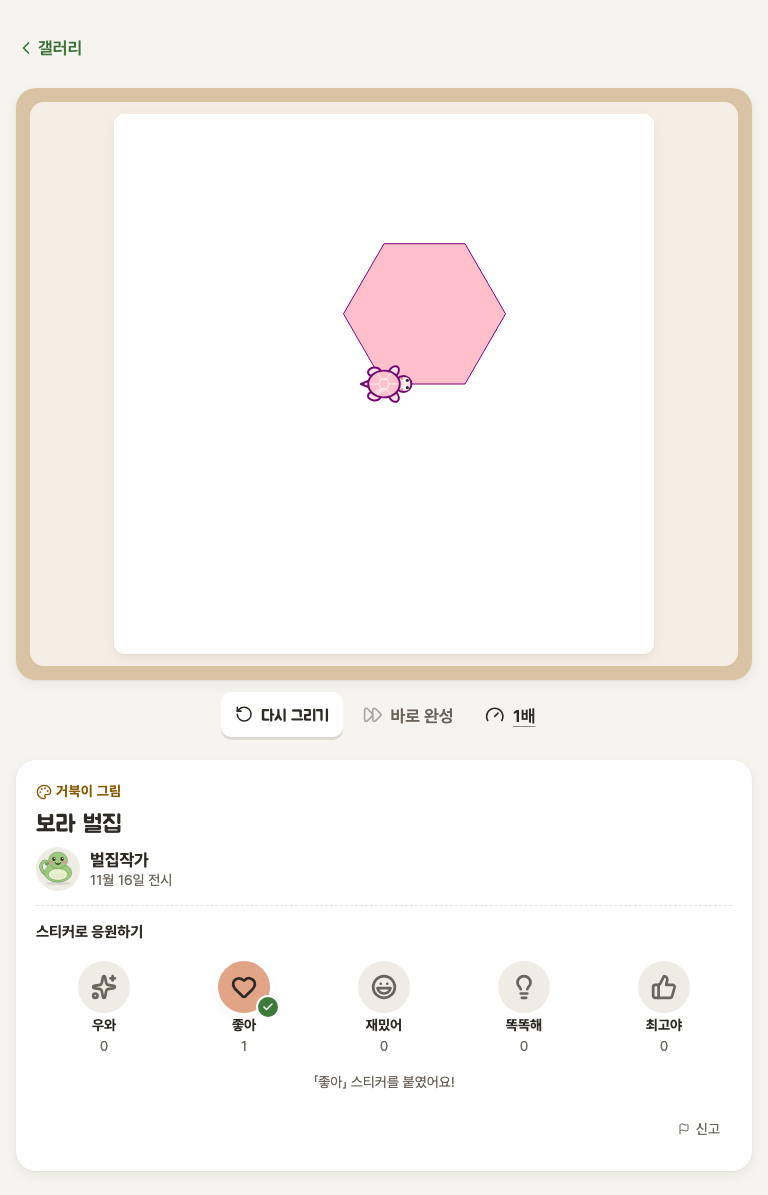 갤러리
다시 그리기
바로 완성
1배
거북이 그림
보라 벌집
벌집작가
11월 16일 전시
스티커로 응원하기
우와
좋아
재밌어
똑똑해
최고야
0
1
0
0
0
「좋아」 스티커를 붙였어요!
신고